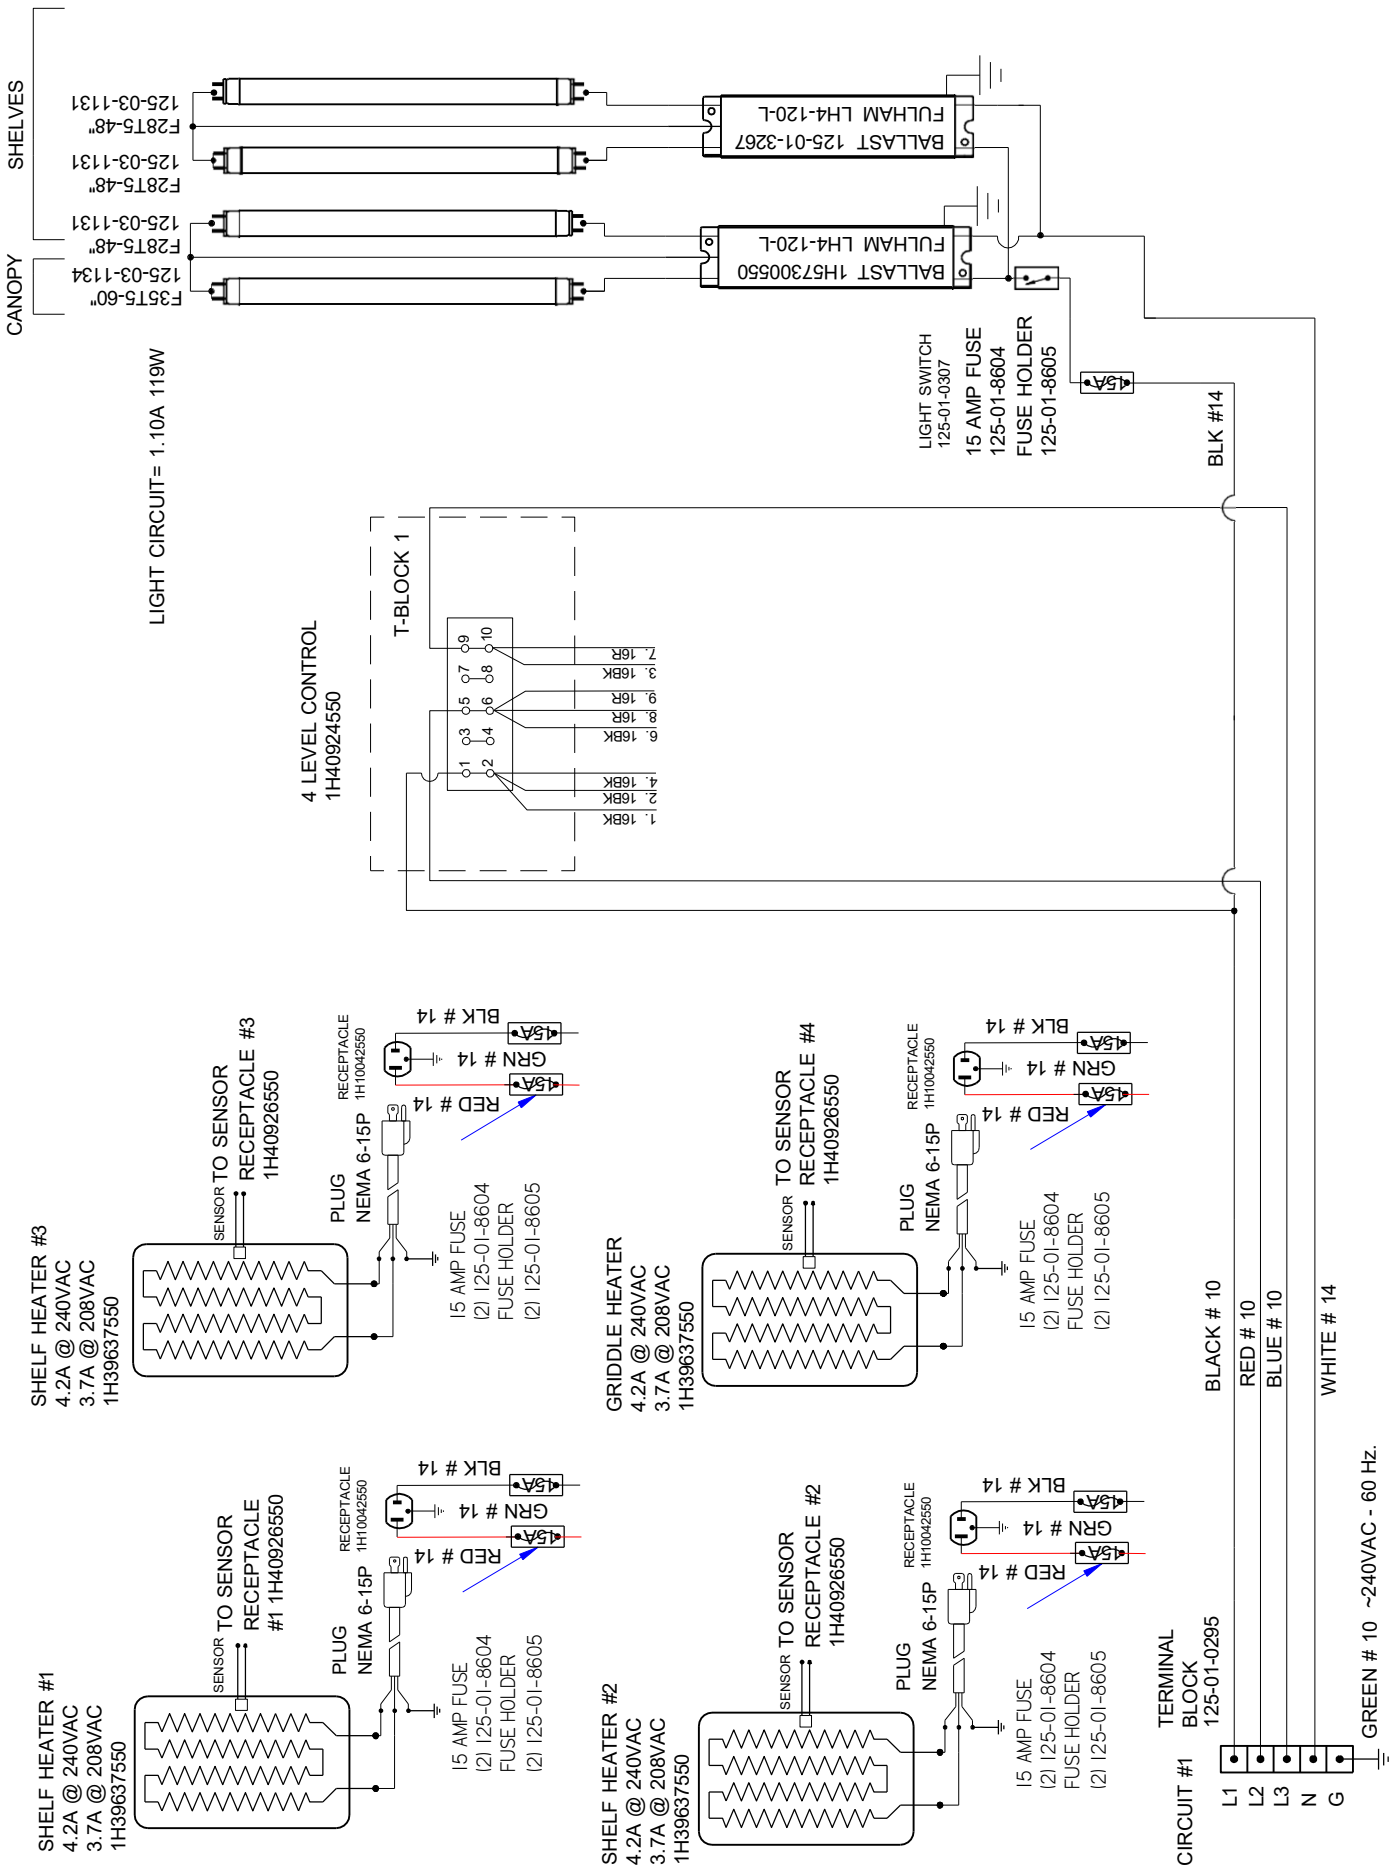 SHELF HEATER #1
4.2A @ 240VAC
3.7A @ 208VAC
1H39637550
SENSOR
TO SENSOR
RECEPTACLE
#1 1H40926550
PLUG
NEMA 6-15P
RECEPTACLE
1H10042550
15 AMP FUSE
(2) 125-01-8604
FUSE HOLDER
(2) 125-01-8605
RED # 14
GRN # 14
BLK # 14
15A
15A
SHELF HEATER #3
4.2A @ 240VAC
3.7A @ 208VAC
1H39637550
SENSOR
TO SENSOR
RECEPTACLE #3
1H40926550
PLUG
NEMA 6-15P
RECEPTACLE
1H10042550
15 AMP FUSE
(2) 125-01-8604
FUSE HOLDER
(2) 125-01-8605
RED # 14
GRN # 14
BLK # 14
15A
15A
SHELF HEATER #2
4.2A @ 240VAC
3.7A @ 208VAC
1H39637550
SENSOR
TO SENSOR
RECEPTACLE #2
1H40926550
PLUG
NEMA 6-15P
RECEPTACLE
1H10042550
15 AMP FUSE
(2) 125-01-8604
FUSE HOLDER
(2) 125-01-8605
RED # 14
GRN # 14
BLK # 14
15A
15A
GRIDDLE HEATER
4.2A @ 240VAC
3.7A @ 208VAC
1H39637550
SENSOR
TO SENSOR
RECEPTACLE #4
1H40926550
PLUG
NEMA 6-15P
RECEPTACLE
1H10042550
15 AMP FUSE
(2) 125-01-8604
FUSE HOLDER
(2) 125-01-8605
RED # 14
GRN # 14
BLK # 14
15A
15A
4 LEVEL CONTROL
1H40924550
T-BLOCK 1
1 3 5 7 9
2 4 6 8 10
1. 16BK
2. 16BK
4. 16BK
6. 16BK
8. 16R
9. 16R
3. 16BK
7. 16R
LIGHT CIRCUIT= 1.10A 119W
CANOPY
SHELVES
F35T5-60"
125-03-1134
F28T5-48"
125-03-1131
F28T5-48"
125-03-1131
F28T5-48"
125-03-1131
BALLAST 1H57300550
FULHAM LH4-120-L
BALLAST 125-01-3267
FULHAM LH4-120-L
LIGHT SWITCH
125-01-0307
15 AMP FUSE
125-01-8604
FUSE HOLDER
125-01-8605
15A
BLK #14
CIRCUIT #1
TERMINAL
BLOCK
125-01-0295
L1
L2
L3
N
G
BLACK # 10
RED # 10
BLUE # 10
WHITE # 14
GREEN # 10 ~240VAC - 60 Hz.